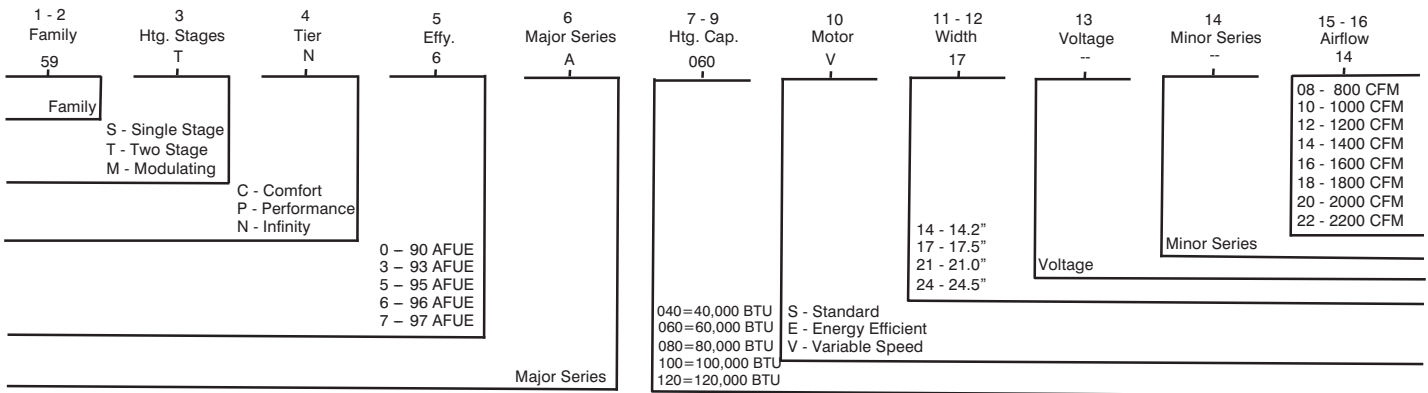 1 - 2 3 4 5 6 7 - 9 10 11 - 12 13 14 15 - 16
Family Htg. Stages Tier Effy. Major Series Htg. Cap. Motor Width Voltage Minor Series Airflow
59 T N 6 A 060 V 17 -- -- 14
Family
S - Single Stage
T - Two Stage
M - Modulating
C - Comfort
P - Performance
N - Infinity
0 – 90 AFUE
3 – 93 AFUE
5 – 95 AFUE
6 – 96 AFUE
7 – 97 AFUE
Major Series
040=40,000 BTU
060=60,000 BTU
080=80,000 BTU
100=100,000 BTU
120=120,000 BTU
S - Standard
E - Energy Efficient
V - Variable Speed
14 - 14.2”
17 - 17.5”
21 - 21.0”
24 - 24.5”
Voltage
Minor Series
08 - 800 CFM
10 - 1000 CFM
12 - 1200 CFM
14 - 1400 CFM
16 - 1600 CFM
18 - 1800 CFM
20 - 2000 CFM
22 - 2200 CFM